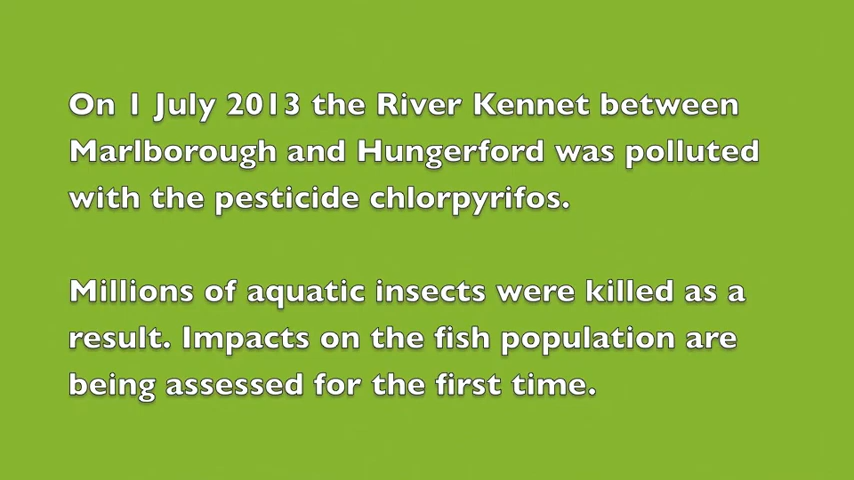 On 1 July 2013 the River Kennet between
Marlborough and Hungerford was polluted
with the pesticide chlorpyrifos.
Millions of aquatic insects were killed as a
result. Impacts on the fish population are
being assessed for the first time.